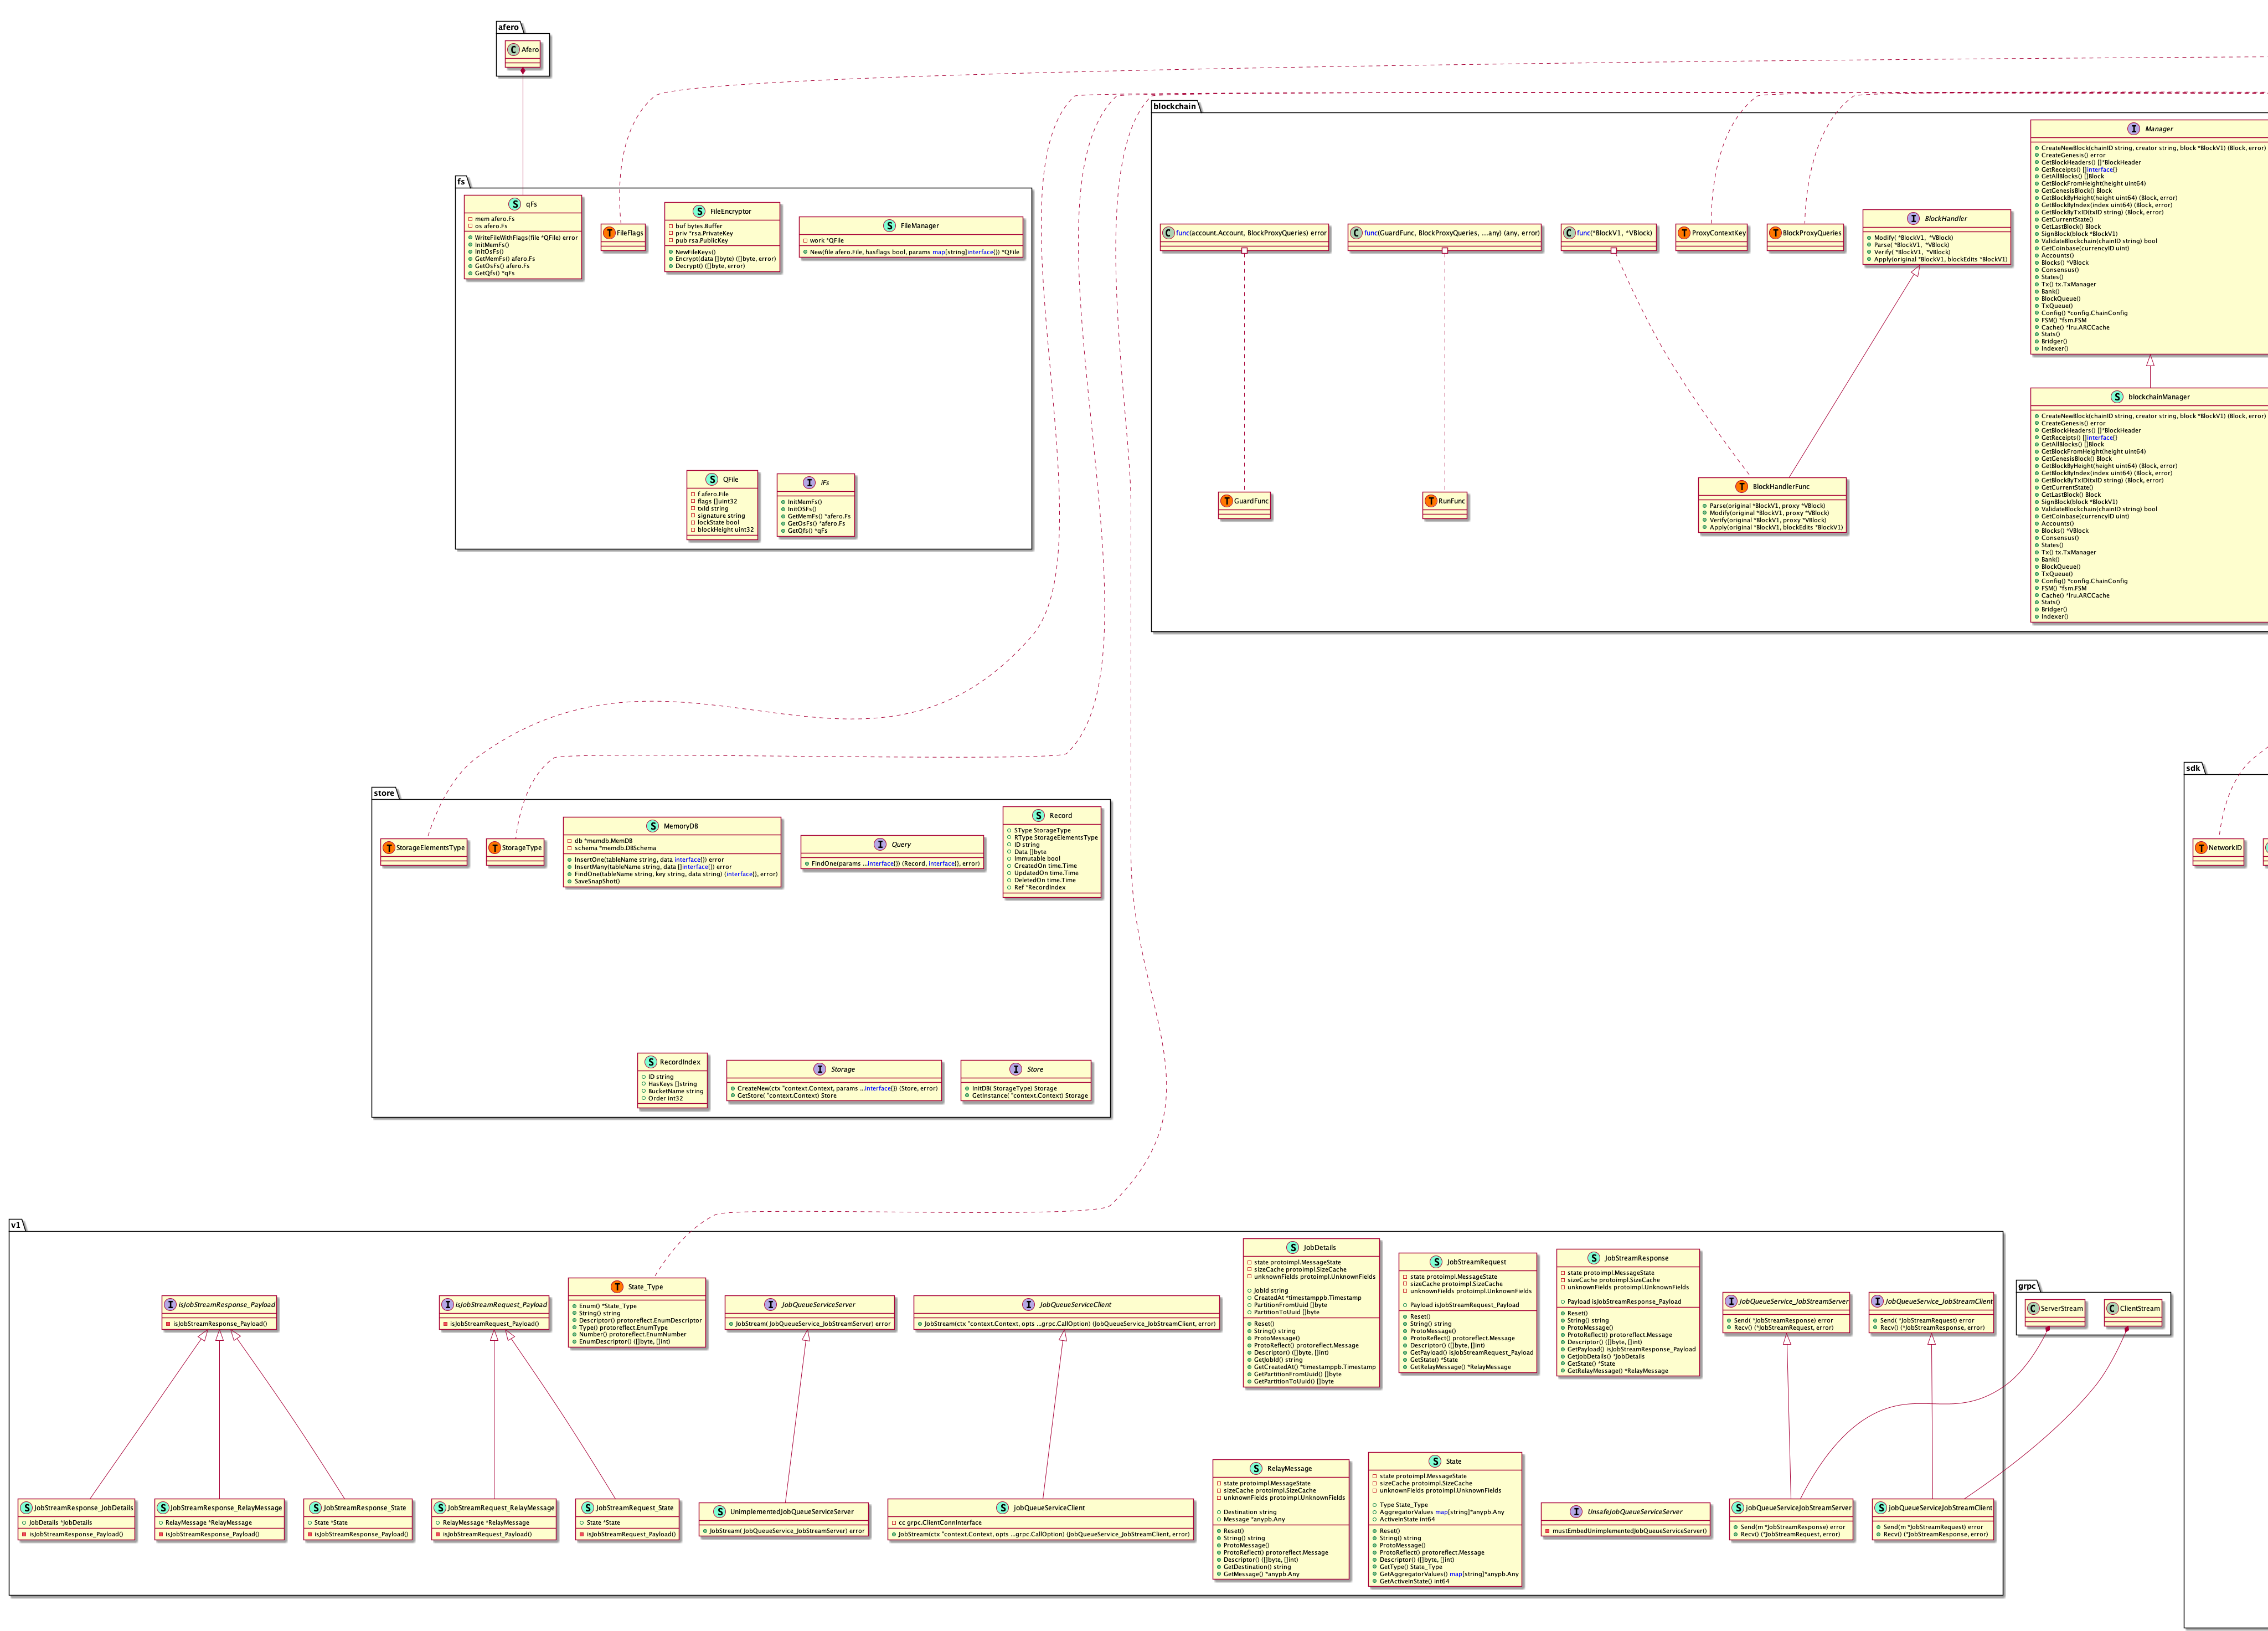 afero
C Afero
fs
S qFs
mem afero.Fs
os afero.Fs
WriteFileWithFlags(file *QFile) error
InitMemFs()
InitOsFs()
GetMemFs() afero.Fs
GetOsFs() afero.Fs
GetQfs() *qFs
T FileFlags
S FileEncryptor
buf bytes.Buffer
priv *rsa.PrivateKey
pub rsa.PublicKey
NewFileKeys()
Encrypt(data []byte) ([]byte, error)
Decrypt() ([]byte, error)
S FileManager
work *QFile
New(file afero.File, hasflags bool, params map[string]interface{}) *QFile
S QFile
f afero.File
flags []uint32
txId string
signature string
lockState bool
blockHeight uint32
I iFs
InitMemFs()
InitOSFs()
GetMemFs() *afero.Fs
GetOsFs() *afero.Fs
GetQfs() *qFs
blockchain
C func(account.Account, BlockProxyQueries) error
C func(GuardFunc, BlockProxyQueries, ...any) (any, error)
C func(*BlockV1, *VBlock)
T ProxyContextKey
T BlockProxyQueries
I BlockHandler
Modify( *BlockV1, *VBlock)
Parse( *BlockV1, *VBlock)
Verify( *BlockV1, *VBlock)
Apply(original *BlockV1, blockEdits *BlockV1)
I Manager
CreateNewBlock(chainID string, creator string, block *BlockV1) (Block, error)
CreateGenesis() error
GetBlockHeaders() []*BlockHeader
GetReceipts() []interface{}
GetAllBlocks() []Block
GetBlockFromHeight(height uint64)
GetGenesisBlock() Block
GetBlockByHeight(height uint64) (Block, error)
GetBlockByIndex(index uint64) (Block, error)
GetBlockByTxID(txID string) (Block, error)
GetCurrentState()
GetLastBlock() Block
SignBlock(block *BlockV1)
ValidateBlockchain(chainID string) bool
GetCoinbase(currencyID uint)
Accounts()
Blocks() *VBlock
Consensus()
States()
Tx() tx.TxManager
Bank()
BlockQueue()
TxQueue()
Config() *config.ChainConfig
FSM() *fsm.FSM
Cache() *lru.ARCCache
Stats()
Bridger()
Indexer()
S blockchainManager
CreateNewBlock(chainID string, creator string, block *BlockV1) (Block, error)
CreateGenesis() error
GetBlockHeaders() []*BlockHeader
GetReceipts() []interface{}
GetAllBlocks() []Block
GetBlockFromHeight(height uint64)
GetGenesisBlock() Block
GetBlockByHeight(height uint64) (Block, error)
GetBlockByIndex(index uint64) (Block, error)
GetBlockByTxID(txID string) (Block, error)
GetCurrentState()
GetLastBlock() Block
SignBlock(block *BlockV1)
ValidateBlockchain(chainID string) bool
GetCoinbase(currencyID uint)
Accounts()
Blocks() *VBlock
Consensus()
States()
Tx() tx.TxManager
Bank()
BlockQueue()
TxQueue()
Config() *config.ChainConfig
FSM() *fsm.FSM
Cache() *lru.ARCCache
Stats()
Bridger()
Indexer()
T GuardFunc
T RunFunc
T BlockHandlerFunc
Parse(original *BlockV1, proxy *VBlock)
Modify(original *BlockV1, proxy *VBlock)
Verify(original *BlockV1, proxy *VBlock)
Apply(original *BlockV1, blockEdits *BlockV1)
store
T StorageElementsType
T StorageType
S MemoryDB
db *memdb.MemDB
schema *memdb.DBSchema
InsertOne(tableName string, data interface{}) error
InsertMany(tableName string, data []interface{}) error
FindOne(tableName string, key string, data string) (interface{}, error)
SaveSnapShot()
I Query
FindOne(params ...interface{}) (Record, interface{}, error)
S Record
SType StorageType
RType StorageElementsType
ID string
Data []byte
Immutable bool
CreatedOn time.Time
UpdatedOn time.Time
DeletedOn time.Time
Ref *RecordIndex
S RecordIndex
ID string
HasKeys []string
BucketName string
Order int32
I Storage
CreateNew(ctx "context.Context, params ...interface{}) (Store, error)
GetStore( "context.Context) Store
I Store
InitDB( StorageType) Storage
GetInstance( "context.Context) Storage
sdk
T NetworkID
v1
I isJobStreamResponse_Payload
isJobStreamResponse_Payload()
I isJobStreamRequest_Payload
isJobStreamRequest_Payload()
T State_Type
Enum() *State_Type
String() string
Descriptor() protoreflect.EnumDescriptor
Type() protoreflect.EnumType
Number() protoreflect.EnumNumber
EnumDescriptor() ([]byte, []int)
I JobQueueServiceServer
JobStream( JobQueueService_JobStreamServer) error
I JobQueueServiceClient
JobStream(ctx "context.Context, opts ...grpc.CallOption) (JobQueueService_JobStreamClient, error)
S JobDetails
state protoimpl.MessageState
sizeCache protoimpl.SizeCache
unknownFields protoimpl.UnknownFields
JobId string
CreatedAt *timestamppb.Timestamp
PartitionFromUuid []byte
PartitionToUuid []byte
Reset()
String() string
ProtoMessage()
ProtoReflect() protoreflect.Message
Descriptor() ([]byte, []int)
GetJobId() string
GetCreatedAt() *timestamppb.Timestamp
GetPartitionFromUuid() []byte
GetPartitionToUuid() []byte
S JobStreamRequest
state protoimpl.MessageState
sizeCache protoimpl.SizeCache
unknownFields protoimpl.UnknownFields
Payload isJobStreamRequest_Payload
Reset()
String() string
ProtoMessage()
ProtoReflect() protoreflect.Message
Descriptor() ([]byte, []int)
GetPayload() isJobStreamRequest_Payload
GetState() *State
GetRelayMessage() *RelayMessage
S JobStreamResponse
state protoimpl.MessageState
sizeCache protoimpl.SizeCache
unknownFields protoimpl.UnknownFields
Payload isJobStreamResponse_Payload
Reset()
String() string
ProtoMessage()
ProtoReflect() protoreflect.Message
Descriptor() ([]byte, []int)
GetPayload() isJobStreamResponse_Payload
GetJobDetails() *JobDetails
GetState() *State
GetRelayMessage() *RelayMessage
I JobQueueService_JobStreamServer
Send( *JobStreamResponse) error
Recv() (*JobStreamRequest, error)
I JobQueueService_JobStreamClient
Send( *JobStreamRequest) error
Recv() (*JobStreamResponse, error)
grpc
C ServerStream
C ClientStream
S JobStreamResponse_JobDetails
JobDetails *JobDetails
isJobStreamResponse_Payload()
S JobStreamResponse_RelayMessage
RelayMessage *RelayMessage
isJobStreamResponse_Payload()
S JobStreamResponse_State
State *State
isJobStreamResponse_Payload()
S JobStreamRequest_RelayMessage
RelayMessage *RelayMessage
isJobStreamRequest_Payload()
S JobStreamRequest_State
State *State
isJobStreamRequest_Payload()
S UnimplementedJobQueueServiceServer
JobStream( JobQueueService_JobStreamServer) error
S jobQueueServiceClient
cc grpc.ClientConnInterface
JobStream(ctx "context.Context, opts ...grpc.CallOption) (JobQueueService_JobStreamClient, error)
S RelayMessage
state protoimpl.MessageState
sizeCache protoimpl.SizeCache
unknownFields protoimpl.UnknownFields
Destination string
Message *anypb.Any
Reset()
String() string
ProtoMessage()
ProtoReflect() protoreflect.Message
Descriptor() ([]byte, []int)
GetDestination() string
GetMessage() *anypb.Any
S State
state protoimpl.MessageState
sizeCache protoimpl.SizeCache
unknownFields protoimpl.UnknownFields
Type State_Type
AggregatorValues map[string]*anypb.Any
ActiveInState int64
Reset()
String() string
ProtoMessage()
ProtoReflect() protoreflect.Message
Descriptor() ([]byte, []int)
GetType() State_Type
GetAggregatorValues() map[string]*anypb.Any
GetActiveInState() int64
I UnsafeJobQueueServiceServer
mustEmbedUnimplementedJobQueueServiceServer()
S jobQueueServiceJobStreamServer
Send(m *JobStreamResponse) error
Recv() (*JobStreamRequest, error)
S jobQueueServiceJobStreamClient
Send(m *JobStreamRequest) error
Recv() (*JobStreamResponse, error)